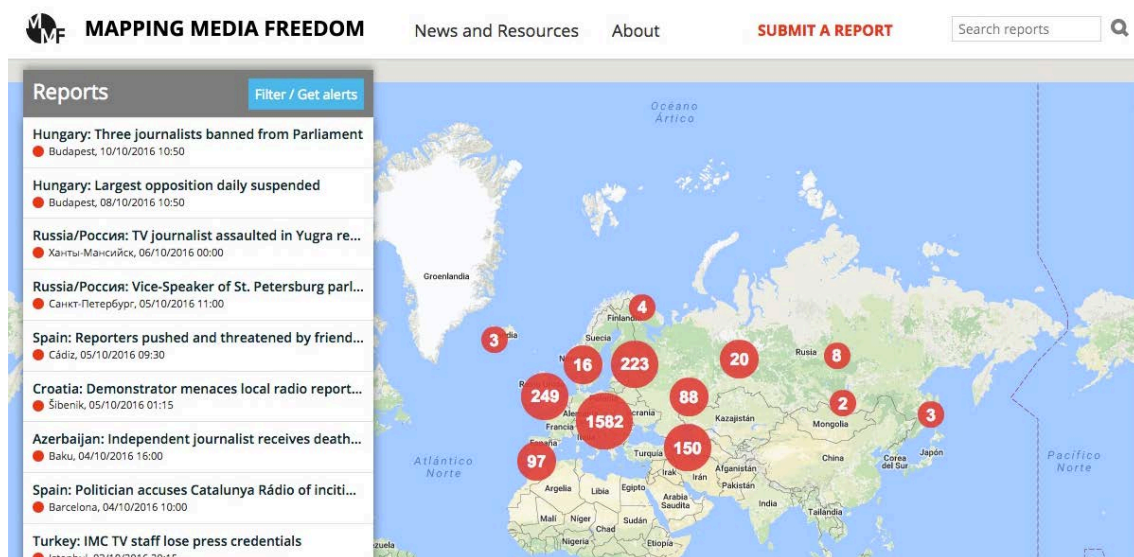 MMF
MAPPING MEDIA FREEDOM
News and Resources
About
SUBMIT A REPORT
Search reports
Reports
Filter / Get alerts
Hungary: Three journalists banned from Parliament
Budapest, 10/10/2016 10:50
Hungary: Largest opposition daily suspended
Budapest, 08/10/2016 10:50
Russia/Россия: TV journalist assaulted in Yugra re...
Ханты-Мансийск, 06/10/2016 00:00
Russia/Россия: Vice-Speaker of St. Petersburg parl...
Санкт-Петербург, 05/10/2016 11:00
Spain: Reporters pushed and threatened by friend...
Cádiz, 05/10/2016 09:30
Croatia: Demonstrator menaces local radio report...
Šibenik, 05/10/2016 01:15
Azerbaijan: Independent journalist receives death...
Baku, 04/10/2016 16:00
Spain: Politician accuses Catalunya Rádio of inciti...
Barcelona, 04/10/2016 10:00
Turkey: IMC TV staff lose press credentials
Océano
Ártico
Groenlandia
4
Finland
3
Suecia
16
223
20
Rusia
8
249
88
2
3
1582
Kazajistán
Mongolia
Francia
97
Turquía
150
Atlántico
Norte
Afganistán
China
Corea
del Sur
Japón
Pacífico
Norte
Irak
Irán
Pakistán
Argelia
Libia
Egipto
Arabia
Saudita
India
Tailandia
Malí
Níger
Chad
Sudán
Nigeria
Etiopía